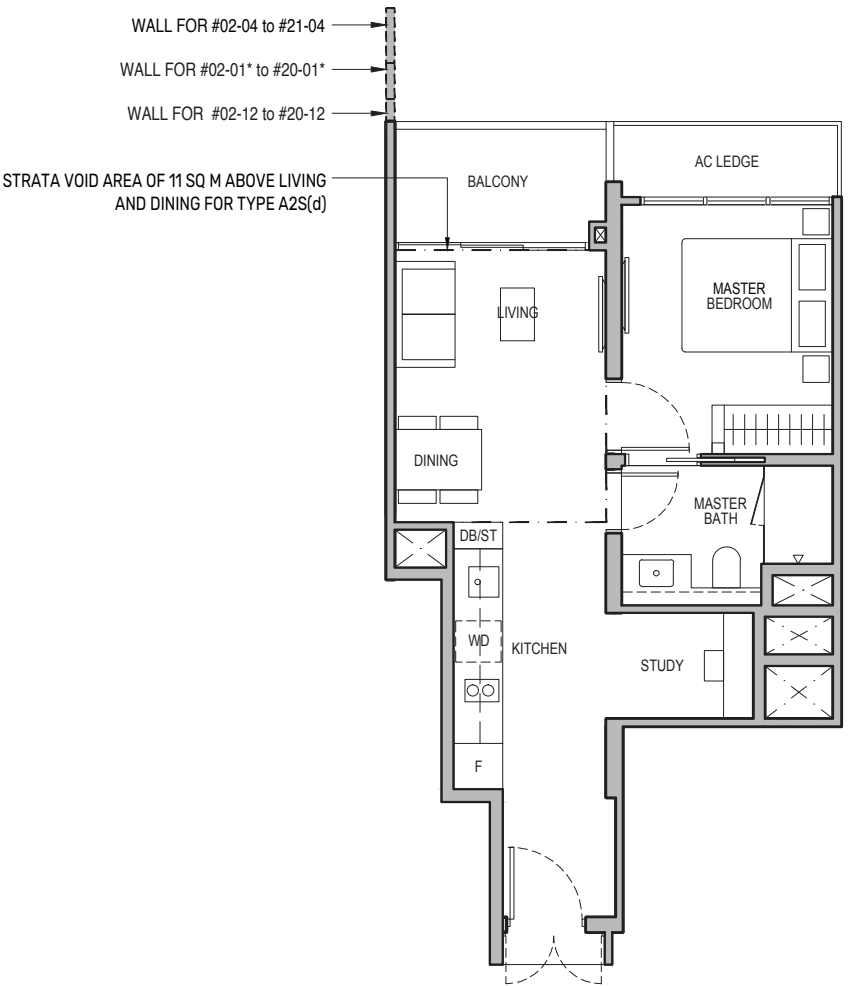 WALL FOR #02-04 to #21-04
WALL FOR #02-01* to #20-01*
WALL FOR #02-12 to #20-12
STRATA VOID AREA OF 11 SQ M ABOVE LIVING
AND DINING FOR TYPE A2S(d)
BALCONY
AC LEDGE
LIVING
MASTER
BEDROOM
DINING
MASTER
BATH
DB/ST
WD
KITCHEN
STUDY
F